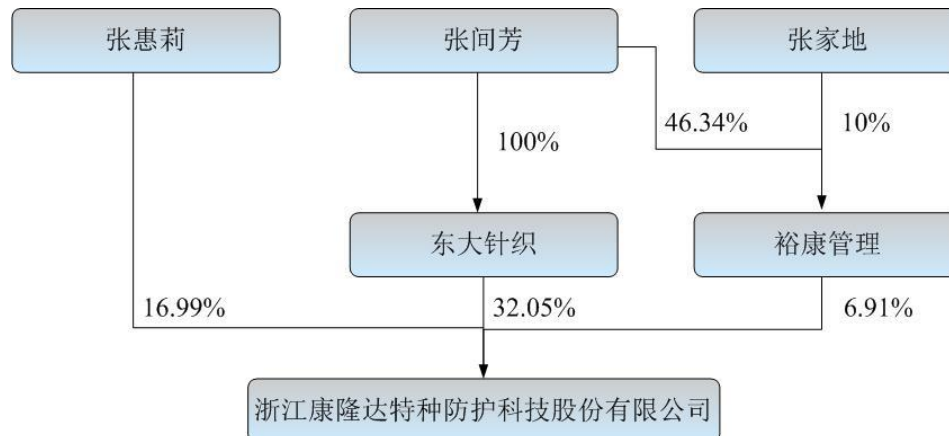 张惠莉
张间芳
张家地
46.34%
10%
100%
东大针织
裕康管理
16.99%
32.05%
6.91%
浙江康隆达特种防护科技股份有限公司